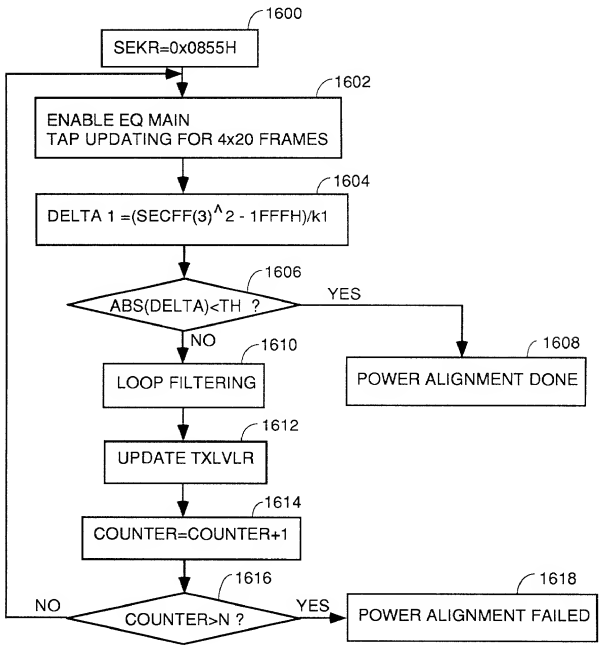 1600
SEKR=0x0855H
1602
ENABLE EQ MAIN
TAP UPDATING FOR 4x20 FRAMES
1604
DELTA 1 =(SECFF(3)^2 - 1FFFH)/k1
1606
ABS(DELTA)<TH ?
YES
NO
1608
POWER ALIGNMENT DONE
1610
LOOP FILTERING
1612
UPDATE TXLVLR
1614
COUNTER=COUNTER+1
1616
COUNTER>N ?
NO
YES
1618
POWER ALIGNMENT FAILED